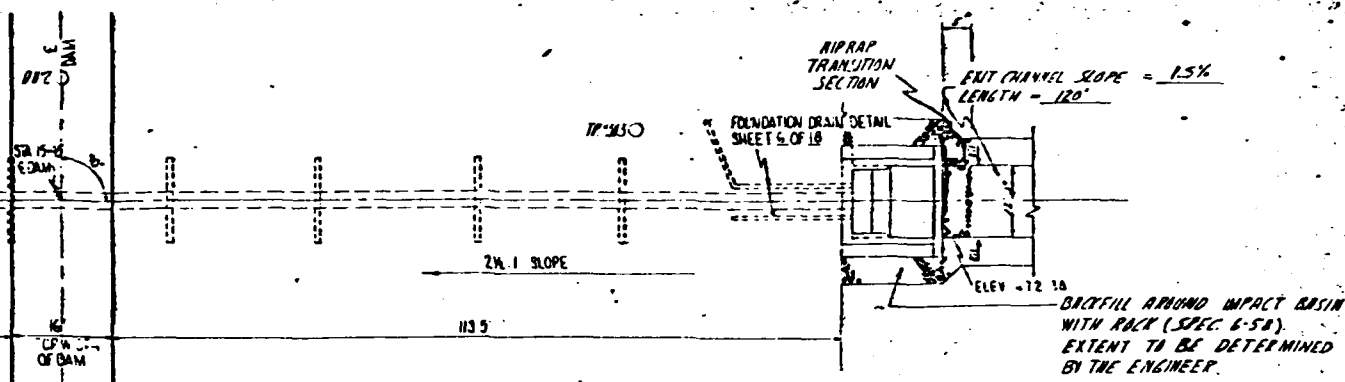 DAM
RIPRAP
TRANSITION
SECTION
EXIT CHANNEL SLOPE = 1.5%
LENGTH = 120'
FOUNDATION DRAIN DETAIL
SHEET 6 OF 18
2½:1 SLOPE
ELEV
BACKFILL AROUND IMPACT BASIN
WITH ROCK (SPEC 6-58).
EXTENT TO BE DETERMINED
BY THE ENGINEER.
16'
OF DAM
113.5